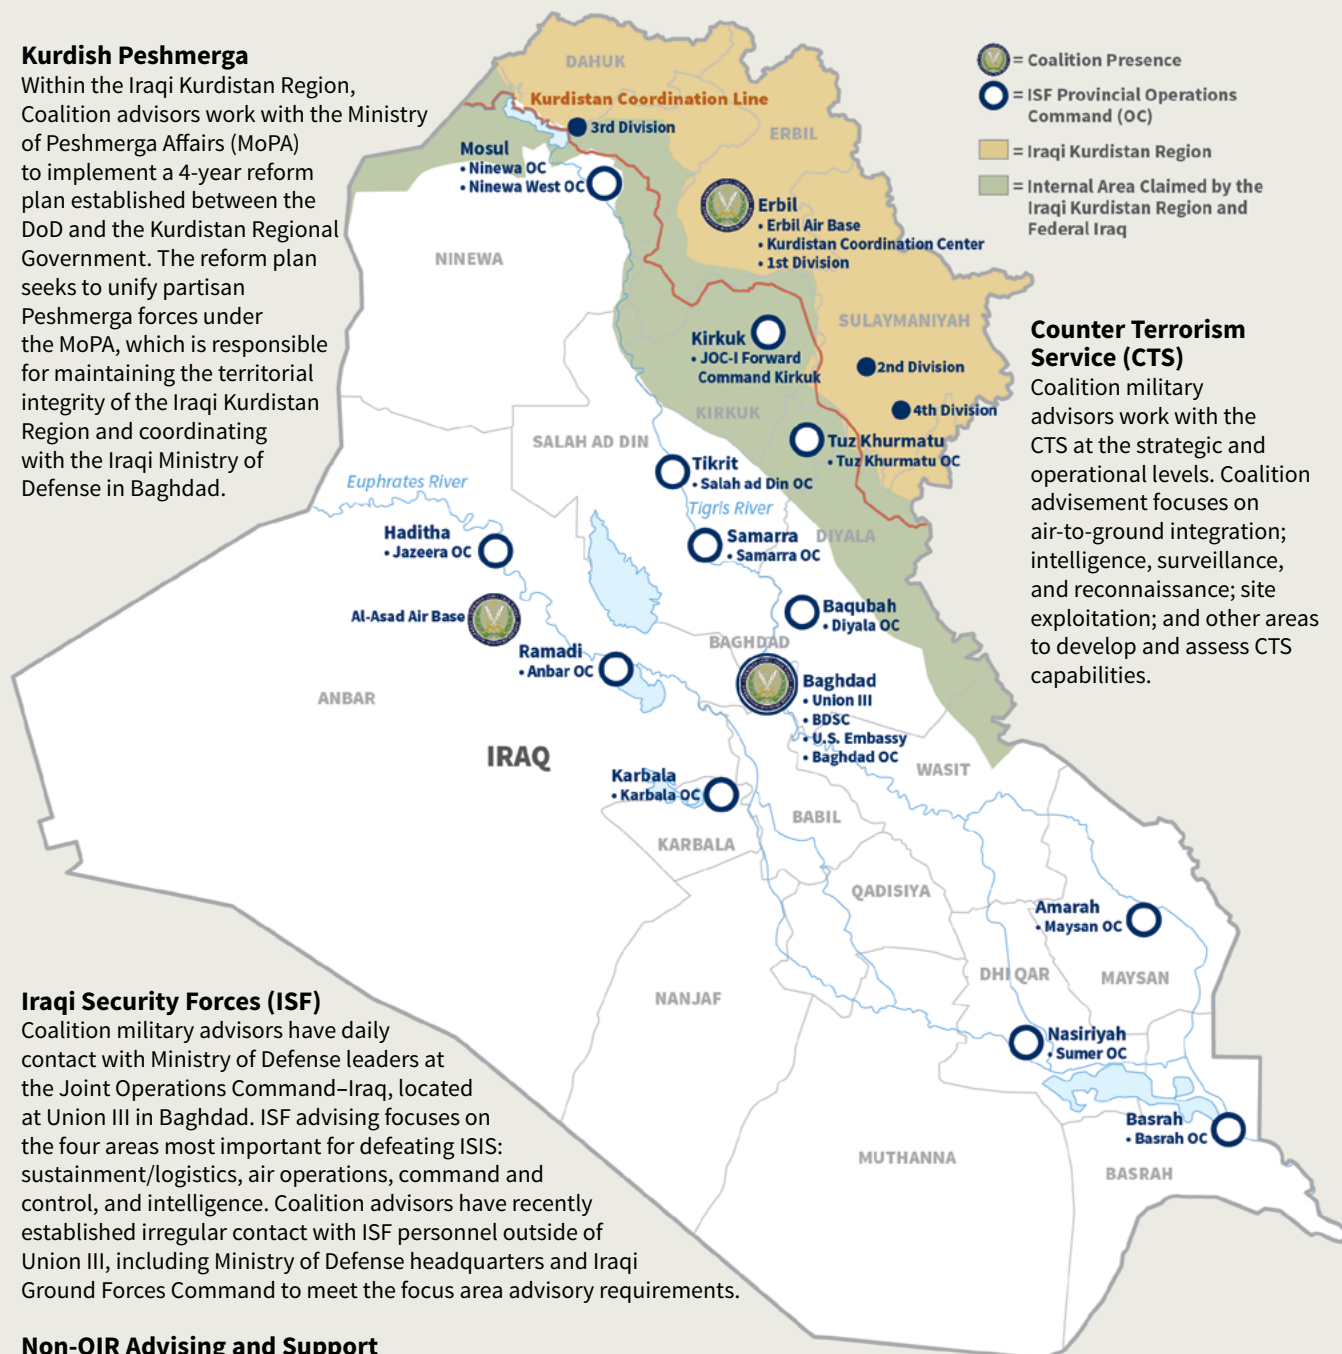 Kurdish Peshmerga
Within the Iraqi Kurdistan Region,
Coalition advisors work with the Ministry
of Peshmerga Affairs (MoPA)
to implement a 4-year reform
plan established between the
DoD and the Kurdistan Regional
Government. The reform plan
seeks to unify partisan
Peshmerga forces under
the MoPA, which is responsible
for maintaining the territorial
integrity of the Iraqi Kurdistan
Region and coordinating
with the Iraqi Ministry of
Defense in Baghdad.
= Coalition Presence
= ISF Provincial Operations
Command (OC)
= Iraqi Kurdistan Region
= Internal Area Claimed by the
Iraqi Kurdistan Region and
Federal Iraq
Counter Terrorism
Service (CTS)
Coalition military
advisors work with the
CTS at the strategic and
operational levels. Coalition
advisement focuses on
air-to-ground integration;
intelligence, surveillance,
and reconnaissance; site
exploitation; and other areas
to develop and assess CTS
capabilities.
DAHUK
Kurdistan Coordination Line
3rd Division
ERBIL
Mosul
• Ninewa OC
• Ninewa West OC
Erbil
• Erbil Air Base
• Kurdistan Coordination Center
• 1st Division
NINEWA
SULAYMANIYAH
Kirkuk
• JOC-I Forward
Command Kirkuk
2nd Division
4th Division
KIRKUK
SALAH AD DIN
Tuz Khurmatu
• Tuz Khurmatu OC
Tikrit
• Salah ad Din OC
Euphrates River
Tigris River
Haditha
• Jazeera OC
Samarra
• Samarra OC
DIYALA
Al-Asad Air Base
Baqubah
• Diyala OC
BAGHDAD
Ramadi
• Anbar OC
Baghdad
• Union III
• BDSC
• U.S. Embassy
• Baghdad OC
ANBAR
IRAQ
WASIT
Karbala
• Karbala OC
BABIL
KARBALA
QADISIYA
Amarah
• Maysan OC
DHI QAR
MAYSAN
NANJAF
Nasiriyah
• Sumer OC
Basrah
• Basrah OC
MUTHANNA
BASRAH
Iraqi Security Forces (ISF)
Coalition military advisors have daily
contact with Ministry of Defense leaders at
the Joint Operations Command–Iraq, located
at Union III in Baghdad. ISF advising focuses on
the four areas most important for defeating ISIS:
sustainment/logistics, air operations, command and
control, and intelligence. Coalition advisors have recently
established irregular contact with ISF personnel outside of
Union III, including Ministry of Defense headquarters and Iraqi
Ground Forces Command to meet the focus area advisory requirements.
Non-OIR Advising and Support